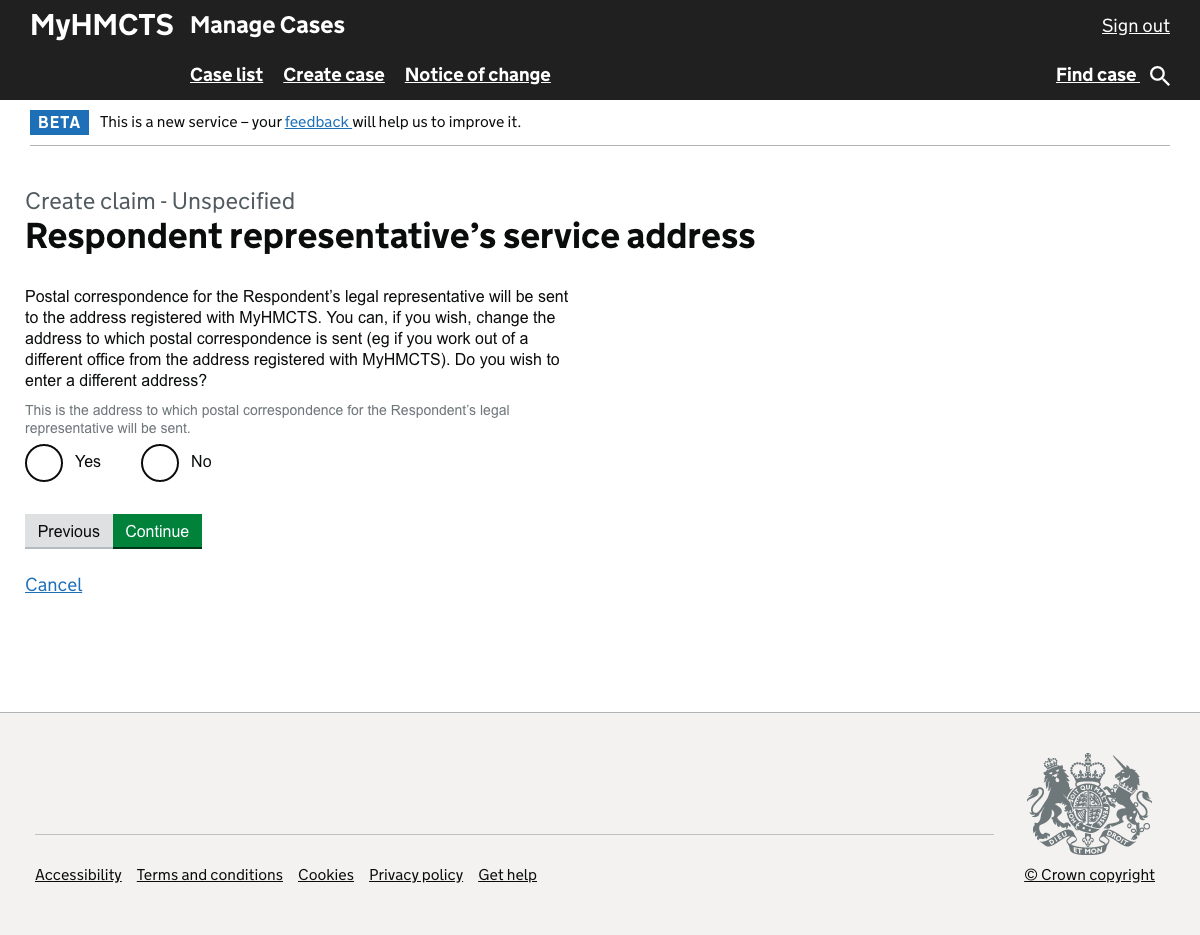 MyHMCTS Manage Cases Sign out
Case list Create case Notice of change Find case
BETA This is a new service – your feedback will help us to improve it.
Create claim - Unspecified
Respondent representative’s service address
Postal correspondence for the Respondent’s legal representative will be sent
to the address registered with MyHMCTS. You can, if you wish, change the
address to which postal correspondence is sent (eg if you work out of a
different office from the address registered with MyHMCTS). Do you wish to
enter a different address?
This is the address to which postal correspondence for the Respondent’s legal
representative will be sent.
Yes No
Previous Continue
Cancel
DIEU ET MON DROIT
Accessibility Terms and conditions Cookies Privacy policy Get help © Crown copyright